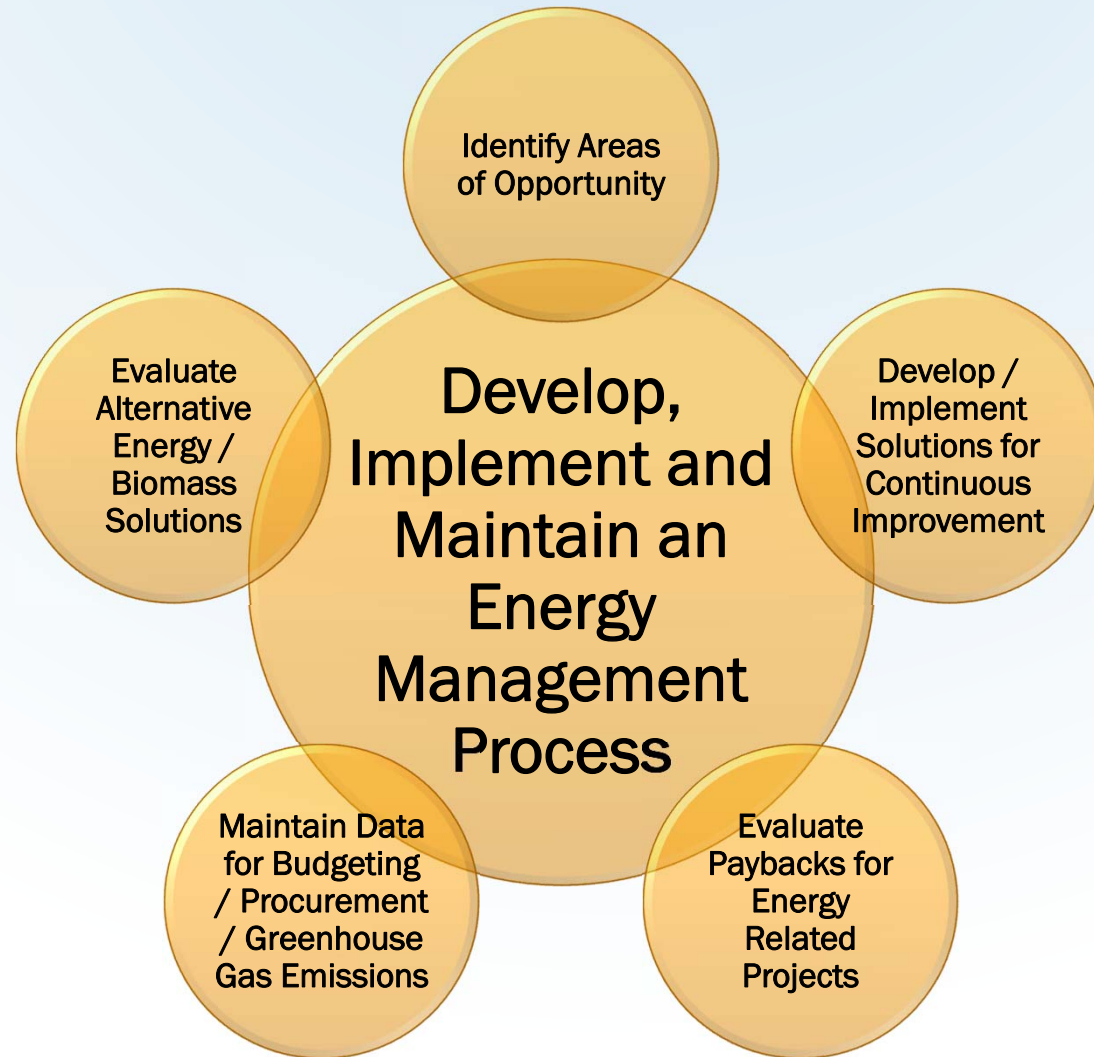 Identify Areas
of Opportunity
Develop /
Implement
Solutions for
Continuous
Improvement
Evaluate
Paybacks for
Energy
Related
Projects
Maintain Data
for Budgeting
/ Procurement
/ Greenhouse
Gas Emissions
Evaluate
Alternative
Energy /
Biomass
Solutions
Develop,
Implement and
Maintain an
Energy
Management
Process